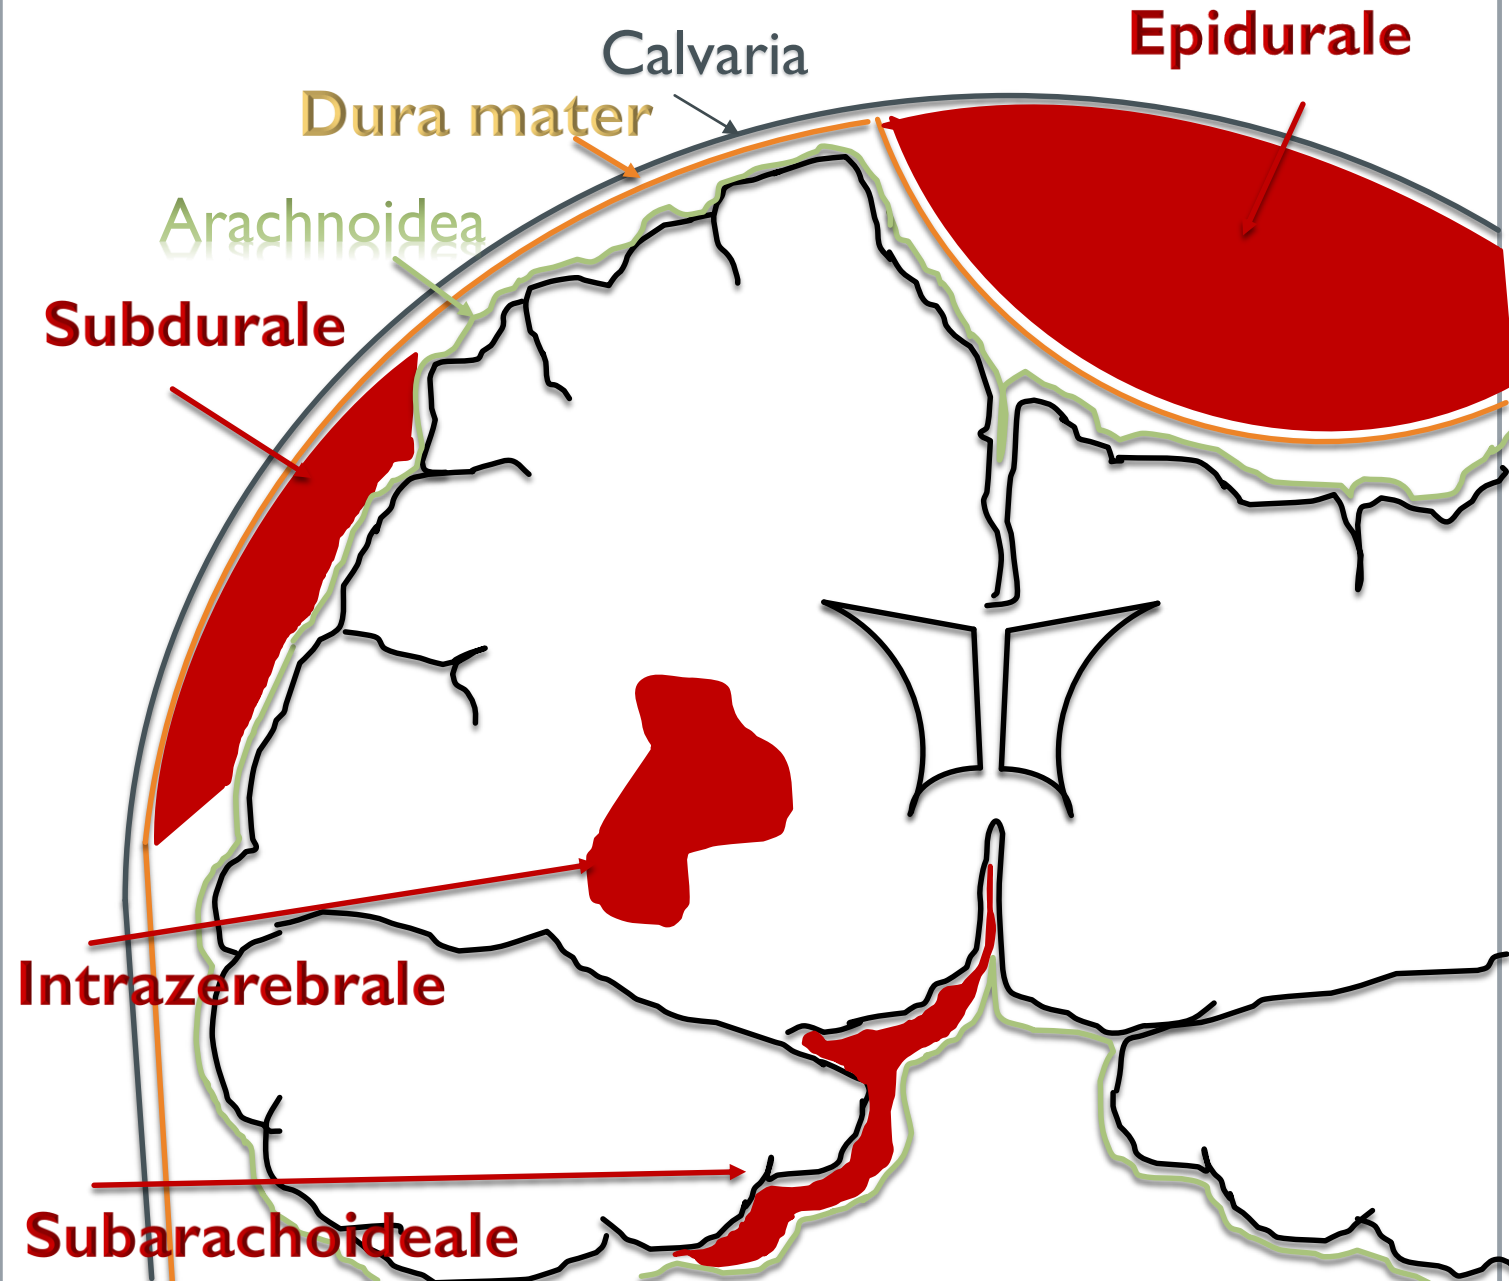 Epidurale
Calvaria
Dura mater
Arachnoidea
Subdurale
Intrazerebrale
Subarachoideale